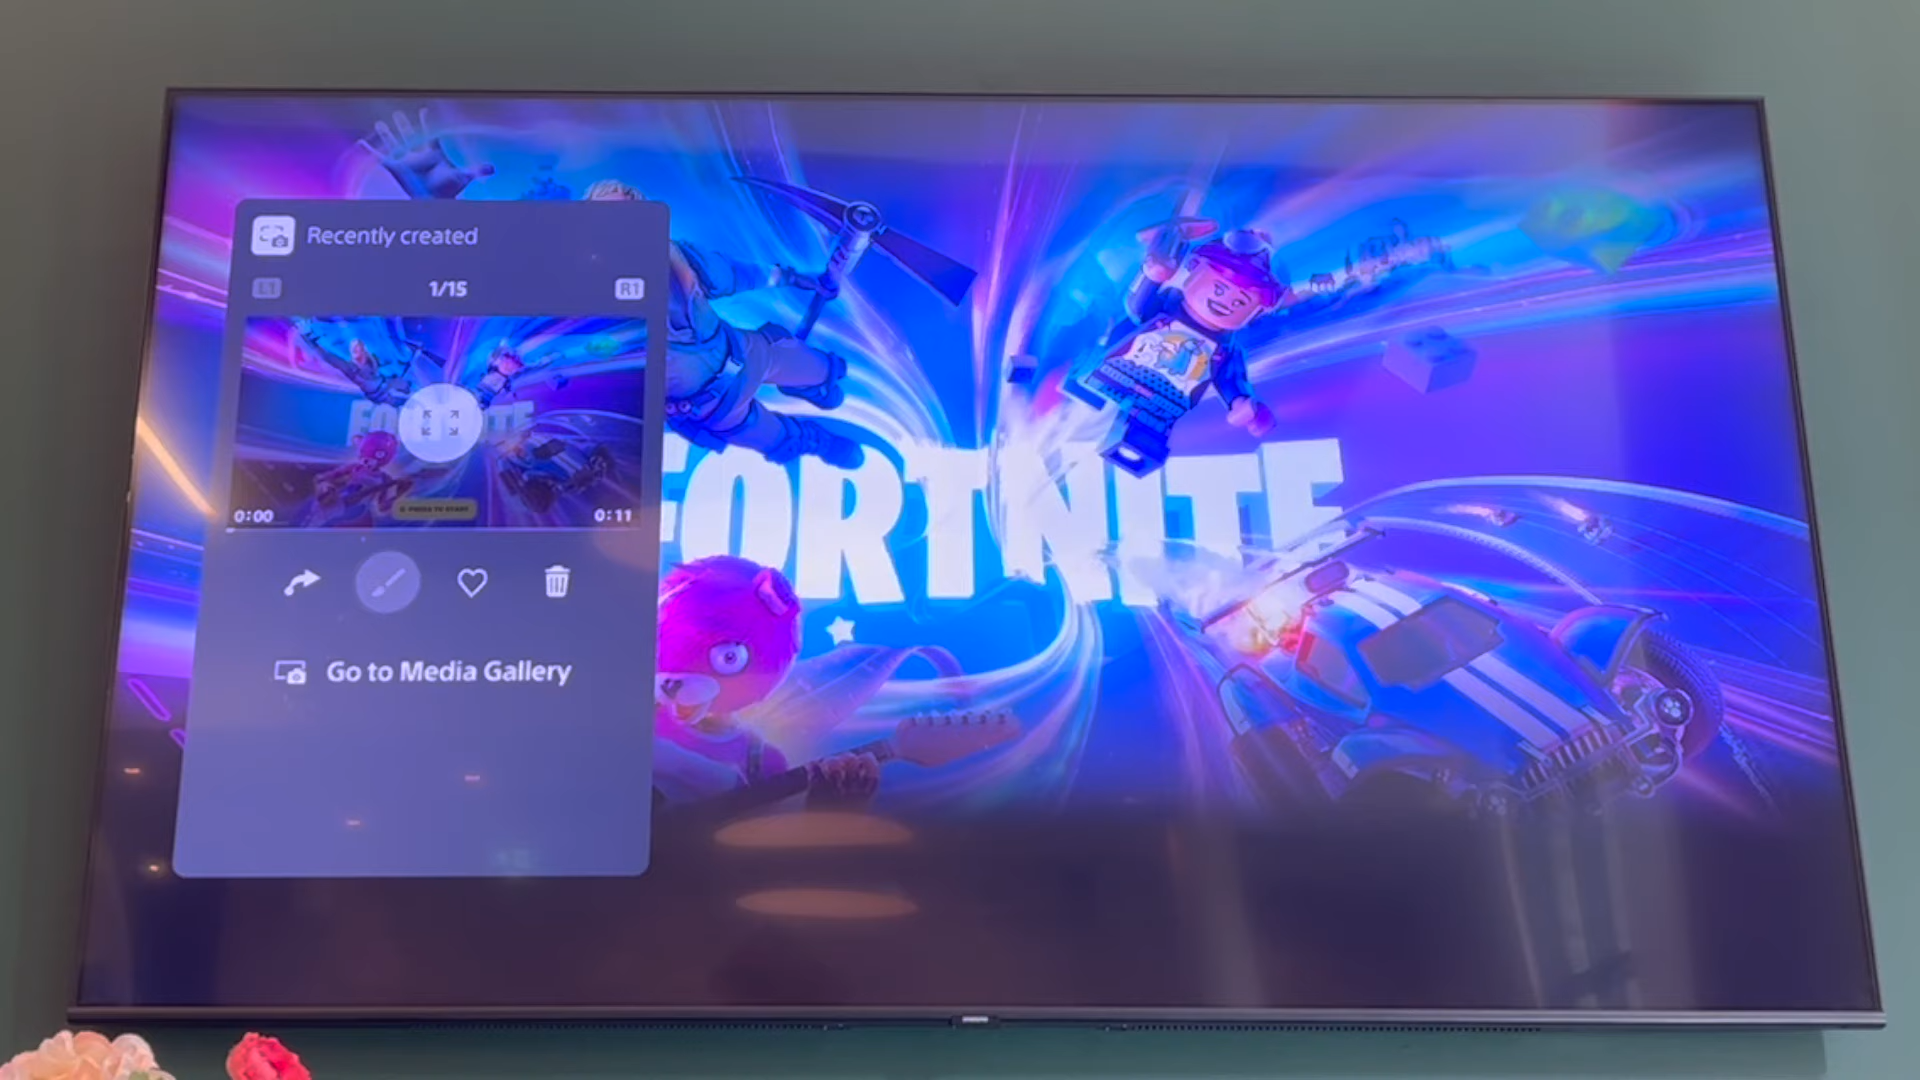 Recently created
L1
1/15
R1
FORTNITE
0:00
0:11
Go to Media Gallery
FORTNITE